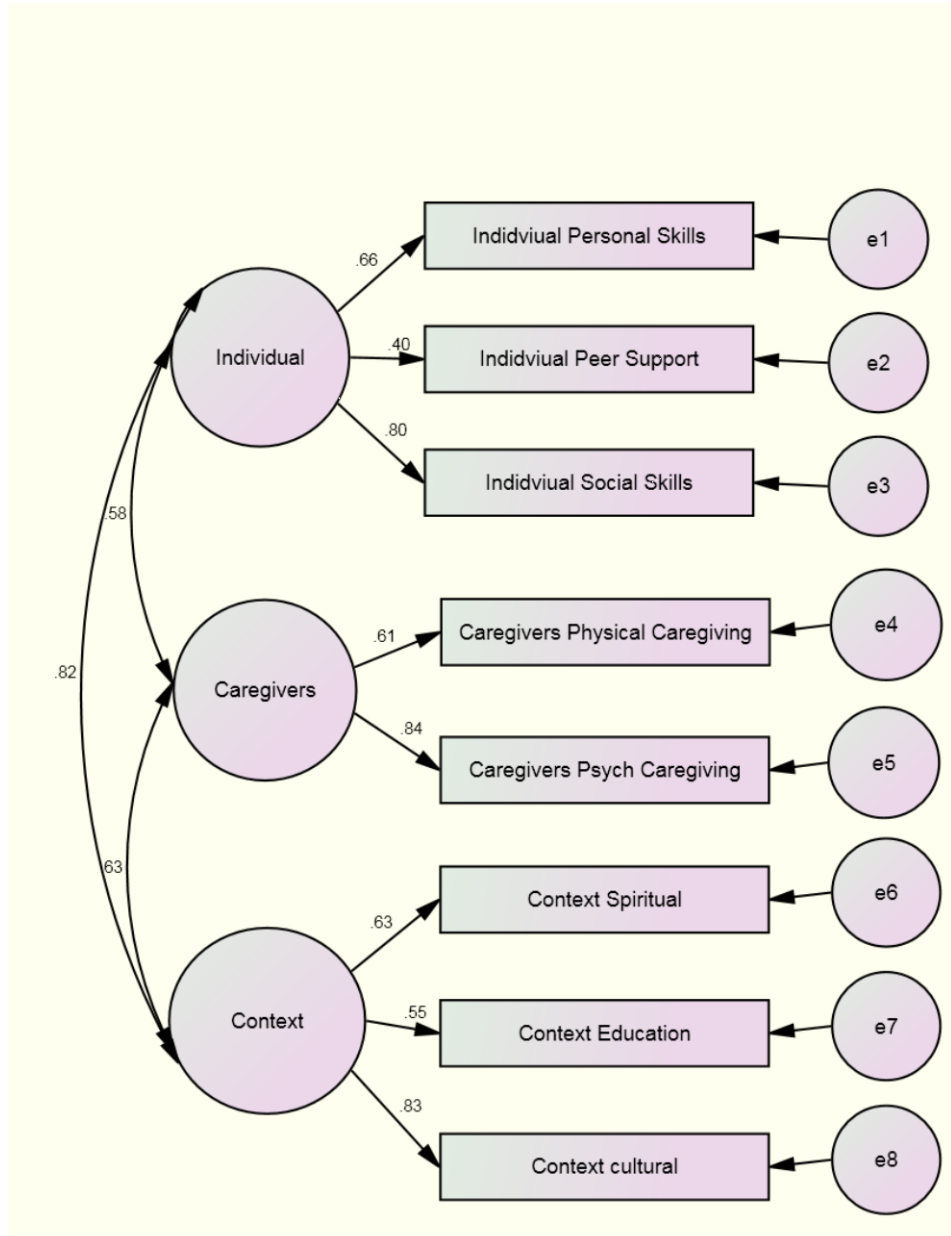 Indidviual Personal Skills
e1
.66
Individual
.40
Indidviual Peer Support
e2
.80
Indidviual Social Skills
e3
.58
.61
Caregivers Physical Caregiving
e4
.82
Caregivers
.84
Caregivers Psych Caregiving
e5
63
.63
Context Spiritual
e6
Context
.55
Context Education
e7
.83
Context cultural
e8